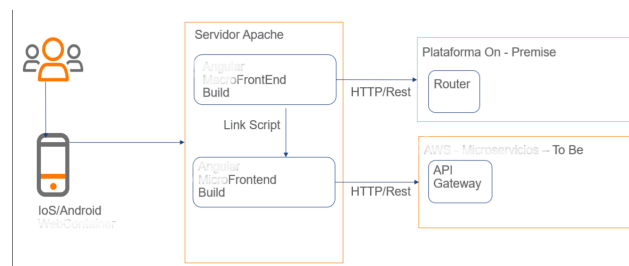 Servidor Apache
Angular
MacroFrontEnd
Build
Plataforma On - Premise
Router
HTTP/Rest
Link Script
AWS - Microservicios – To Be
Angular
MicroFrontend
Build
API
Gateway
HTTP/Rest
IoS/Android
WebContainer